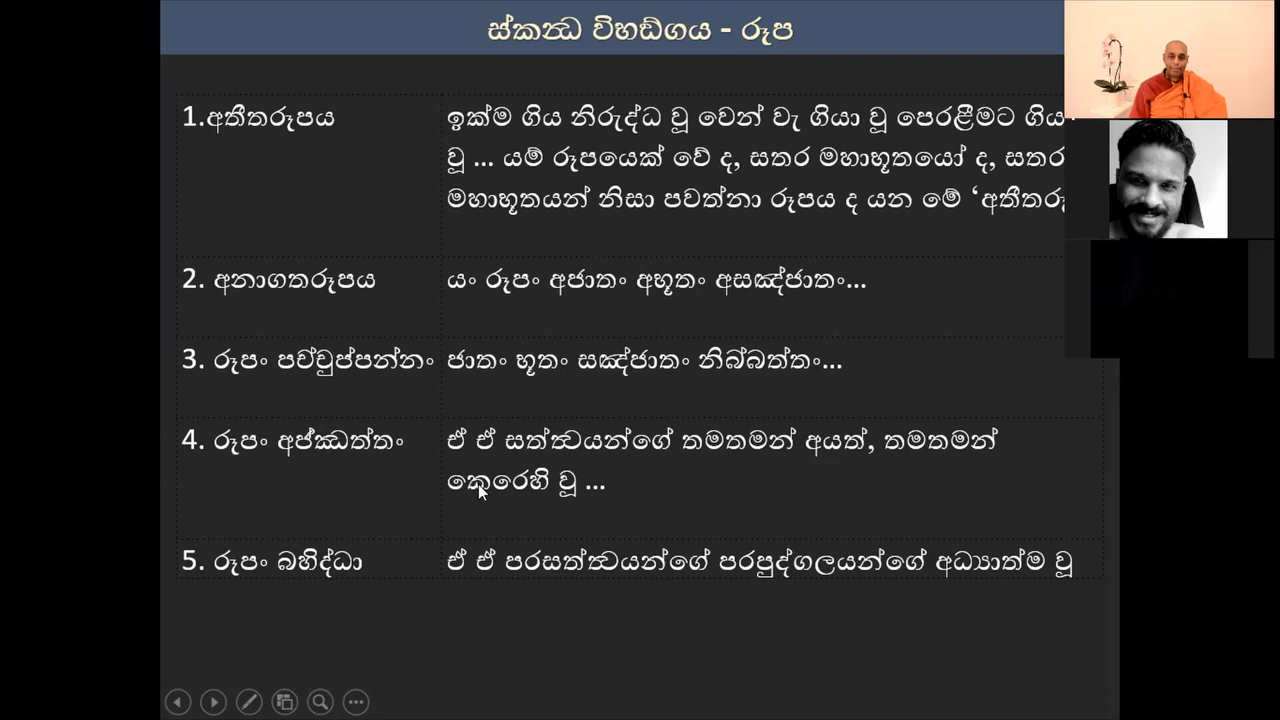 ස්කන්ධ විභඞ්ගය - රූප
1.අතීතරූපය
ඉක්ම ගිය නිරුද්ධ වූ වෙන් වැ ගියා වූ පෙරළීමට ගියා
වූ ... යම් රූපයෙක් වේ ද, සතර මහාභූතයෝ ද, සතර
මහාභූතයන් නිසා පවත්නා රූපය ද යන මේ ‘අතීතරූ
2. අනාගතරූපය
යං රූපං අජාතං අභූතං අසඤ්ජාතං...
3. රූපං පච්චුප්පන්නං
ජාතං භූතං සඤ්ජාතං නිබ්බත්තං...
4. රූපං අජ්ඣත්තං
ඒ ඒ සත්ත්වයන්ගේ තමතමන් අයත්, තමතමන්
කෙරෙහි වූ ...
5. රූපං බහිද්ධා
ඒ ඒ පරසත්ත්වයන්ගේ පරපුද්ගලයන්ගේ අධ්‍යාත්ම වූ